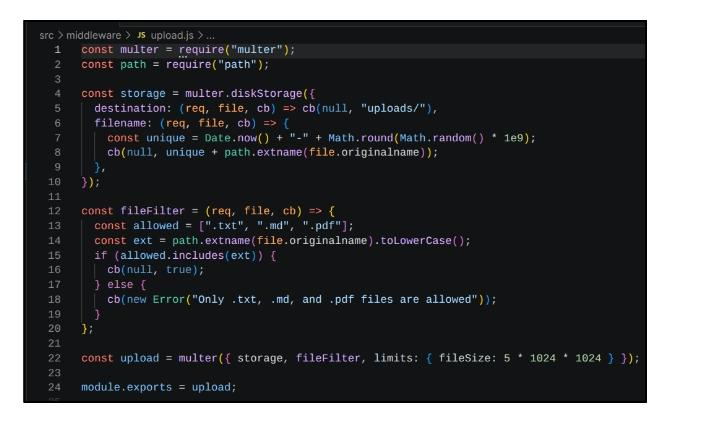 src > middleware > JS upload.js > ...
1 const multer = require("multer");
2 const path = require("path");
3
4 const storage = multer.diskStorage({
5   destination: (req, file, cb) => cb(null, "uploads/"),
6   filename: (req, file, cb) => {
7     const unique = Date.now() + "-" + Math.round(Math.random() * 1e9);
8     cb(null, unique + path.extname(file.originalname));
9   },
10 });
11
12 const fileFilter = (req, file, cb) => {
13   const allowed = [".txt", ".md", ".pdf"];
14   const ext = path.extname(file.originalname).toLowerCase();
15   if (allowed.includes(ext)) {
16     cb(null, true);
17   } else {
18     cb(new Error("Only .txt, .md, and .pdf files are allowed"));
19   }
20 };
21
22 const upload = multer({ storage, fileFilter, limits: { fileSize: 5 * 1024 * 1024 } });
23
24 module.exports = upload;